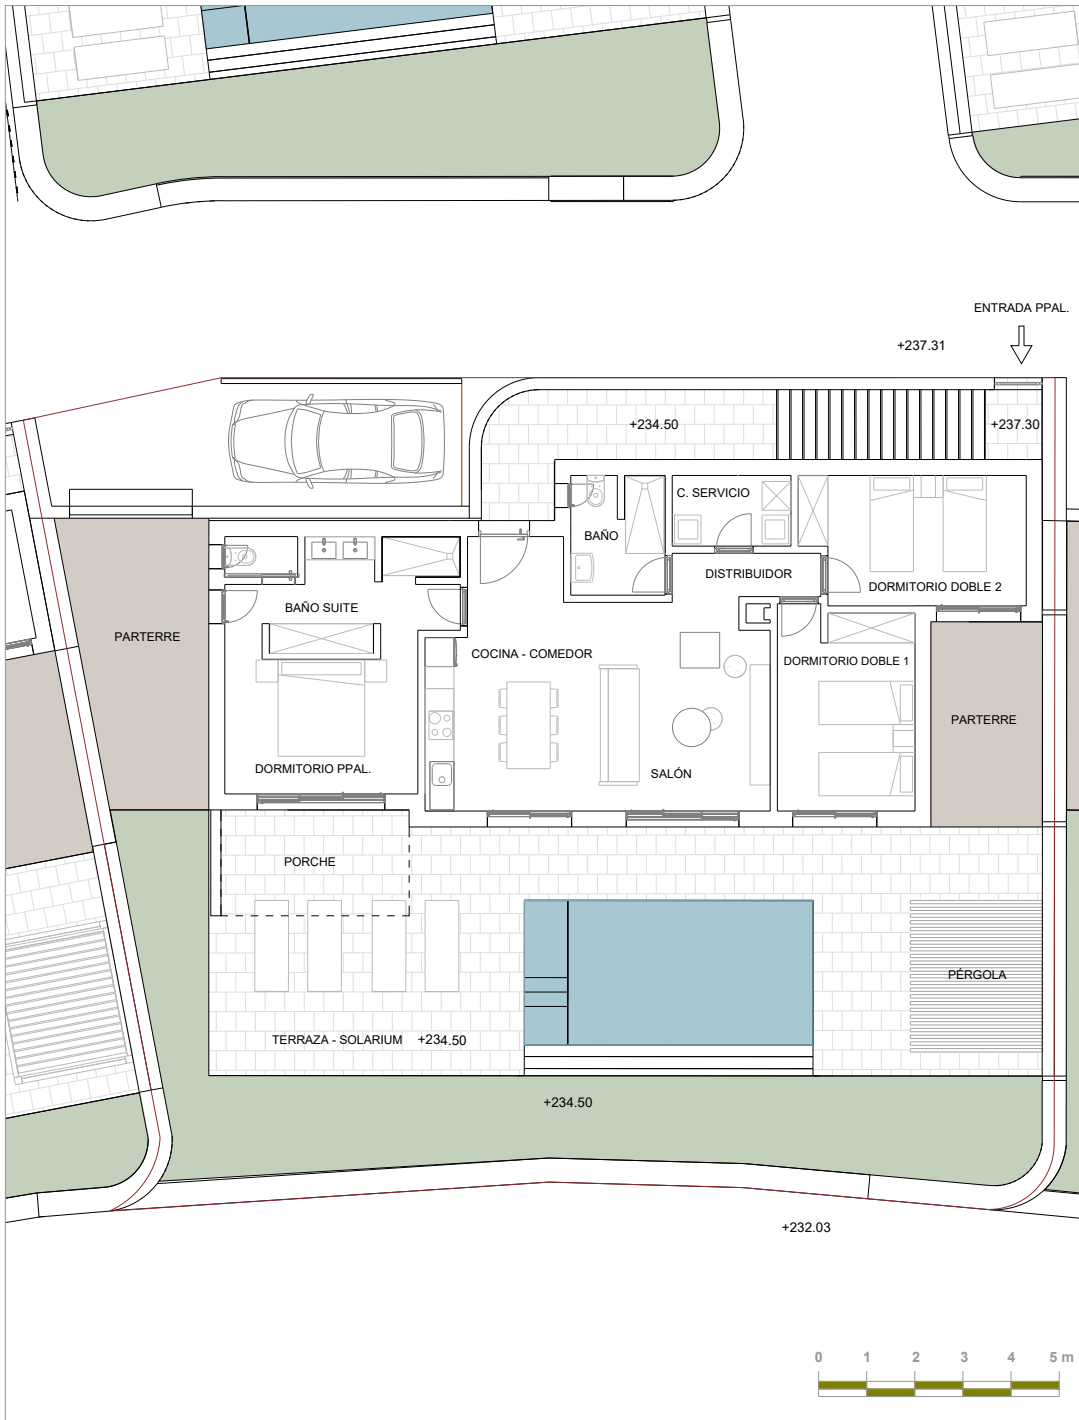 ENTRADA PPAL.
+237.31
+234.50
+237.30
C. SERVICIO
BAÑO
DISTRIBUIDOR
DORMITORIO DOBLE 2
BAÑO SUITE
PARTERRE
COCINA - COMEDOR
DORMITORIO DOBLE 1
PARTERRE
DORMITORIO PPAL.
SALÓN
PORCHE
PÉRGOLA
TERRAZA - SOLARIUM +234.50
+234.50
+232.03
0 1 2 3 4 5 m